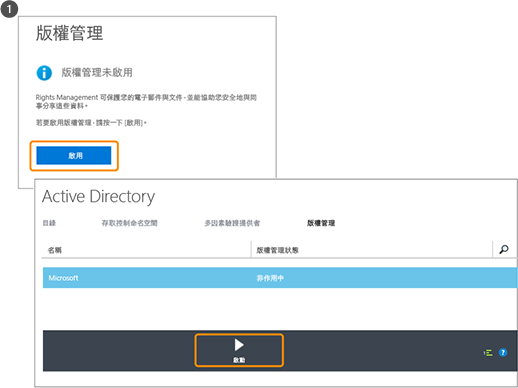 1
版權管理
版權管理未啟用
Rights Management 可保護您的電子郵件與文件，並能協助您安全地與同
事分享這些資料。
若要啟用版權管理，請按一下 [啟用]。
啟用
Active Directory
目錄 存取控制命名空間 多因素驗證提供者 版權管理
名稱 版權管理狀態
Microsoft 非作用中
啟動
?